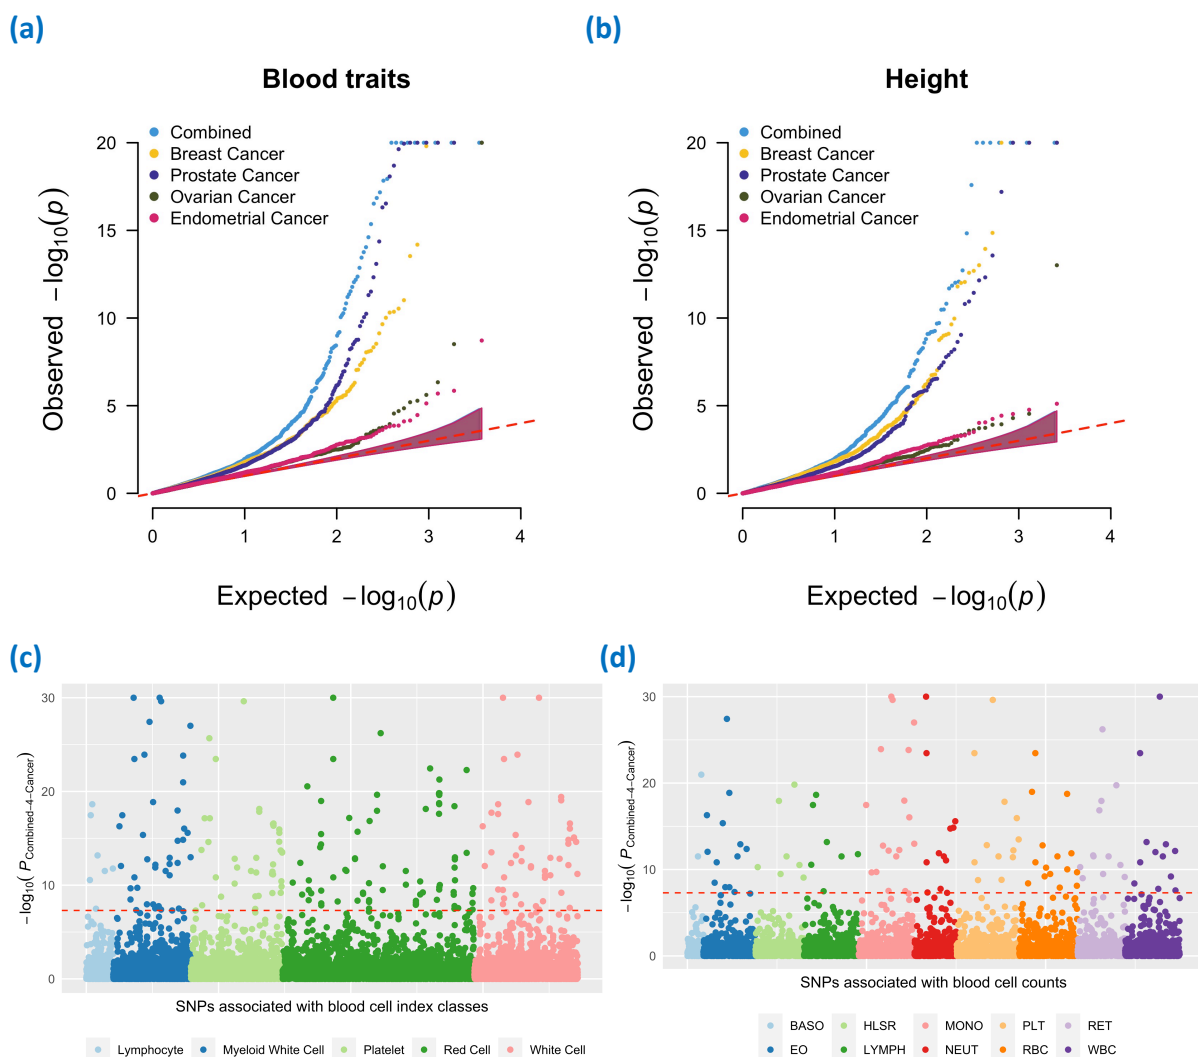 (a)
Blood traits
Combined
Breast Cancer
Prostate Cancer
Ovarian Cancer
Endometrial Cancer
Observed −log10(p)
20
15
10
5
0
0 1 2 3 4
Expected −log10(p)
(b)
Height
Combined
Breast Cancer
Prostate Cancer
Ovarian Cancer
Endometrial Cancer
Observed −log10(p)
20
15
10
5
0
0 1 2 3 4
Expected −log10(p)
(c)
−log10( PCombined−4−Cancer)
30
20
10
0
SNPs associated with blood cell index classes
Lymphocyte Myeloid White Cell Platelet Red Cell White Cell
(d)
−log10( PCombined−4−Cancer)
30
20
10
0
SNPs associated with blood cell counts
BASO HLSR MONO PLT RET
EO LYMPH NEUT RBC WBC